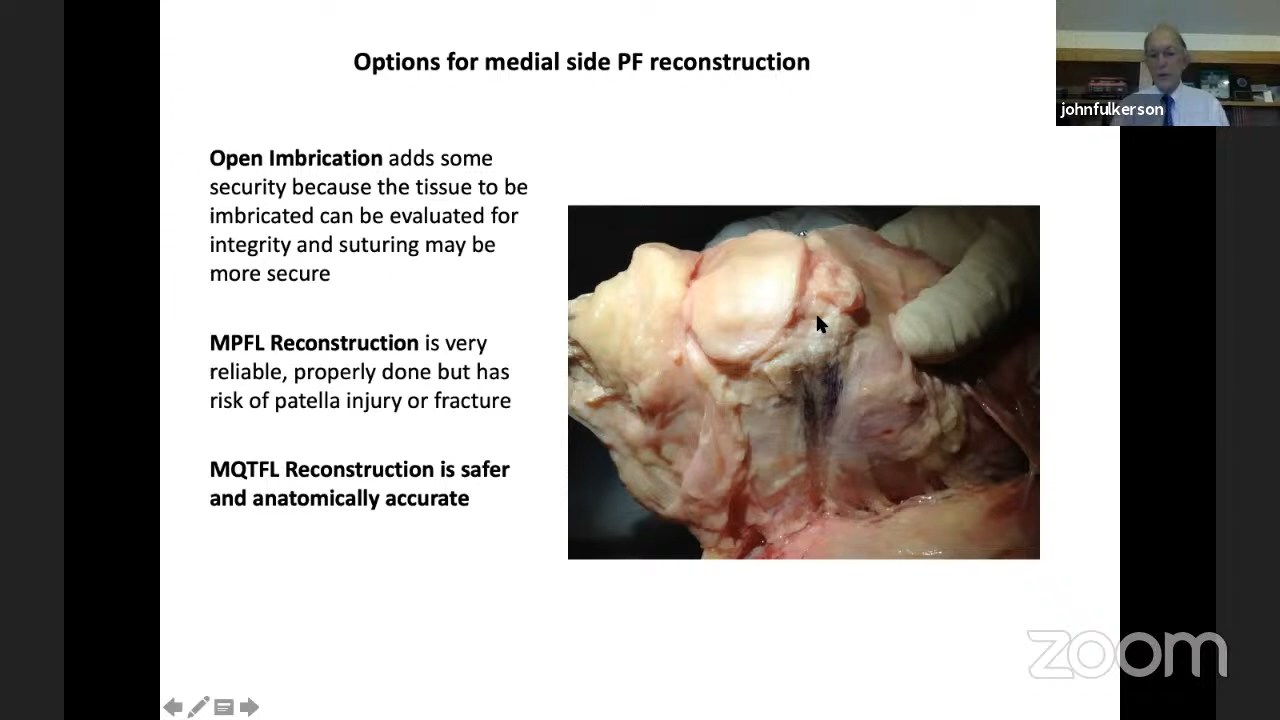 Options for medial side PF reconstruction
johnfulkerson
Open Imbrication adds some
security because the tissue to be
imbricated can be evaluated for
integrity and suturing may be
more secure
MPFL Reconstruction is very
reliable, properly done but has
risk of patella injury or fracture
MQTFL Reconstruction is safer
and anatomically accurate
zoom